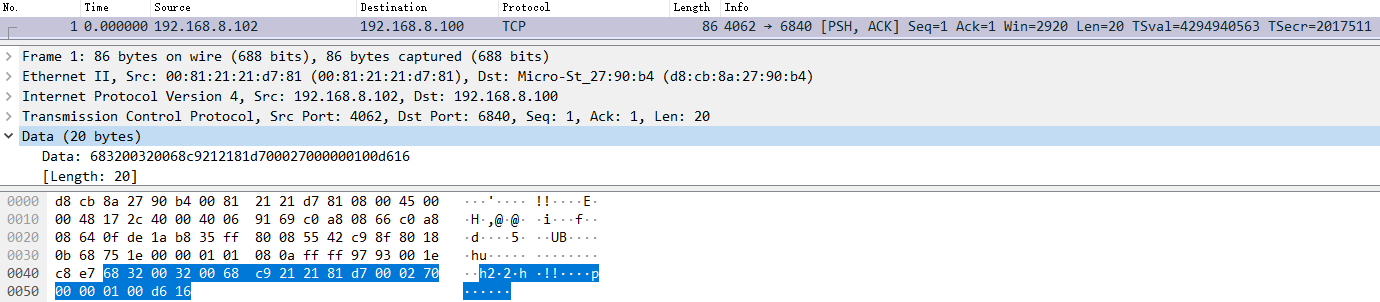 No. Time Source Destination Protocol Length Info
1 0.000000 192.168.8.102 192.168.8.100 TCP 86 4062 → 6840 [PSH, ACK] Seq=1 Ack=1 Win=2920 Len=20 TSval=4294940563 TSecr=2017511
Frame 1: 86 bytes on wire (688 bits), 86 bytes captured (688 bits)
Ethernet II, Src: 00:81:21:21:d7:81 (00:81:21:21:d7:81), Dst: Micro-St_27:90:b4 (d8:cb:8a:27:90:b4)
Internet Protocol Version 4, Src: 192.168.8.102, Dst: 192.168.8.100
Transmission Control Protocol, Src Port: 4062, Dst Port: 6840, Seq: 1, Ack: 1, Len: 20
Data (20 bytes)
Data: 683200320068c9212181d700027000000100d616
[Length: 20]
0000 d8 cb 8a 27 90 b4 00 81 21 21 d7 81 08 00 45 00 ···'···· !!····E·
0010 00 48 17 2c 40 00 40 06 91 69 c0 a8 08 66 c0 a8 ·H·,@·@· ·i···f··
0020 08 64 0f de 1a b8 35 ff 80 08 55 42 c9 8f 80 18 ·d····5· ··UB····
0030 0b 68 75 1e 00 00 01 01 08 0a ff ff 97 93 00 1e ·hu····· ········
0040 c8 e7 68 32 00 32 00 68 c9 21 21 81 d7 00 02 70 ··h2·2·h ·!!····p
0050 00 00 01 00 d6 16 ······